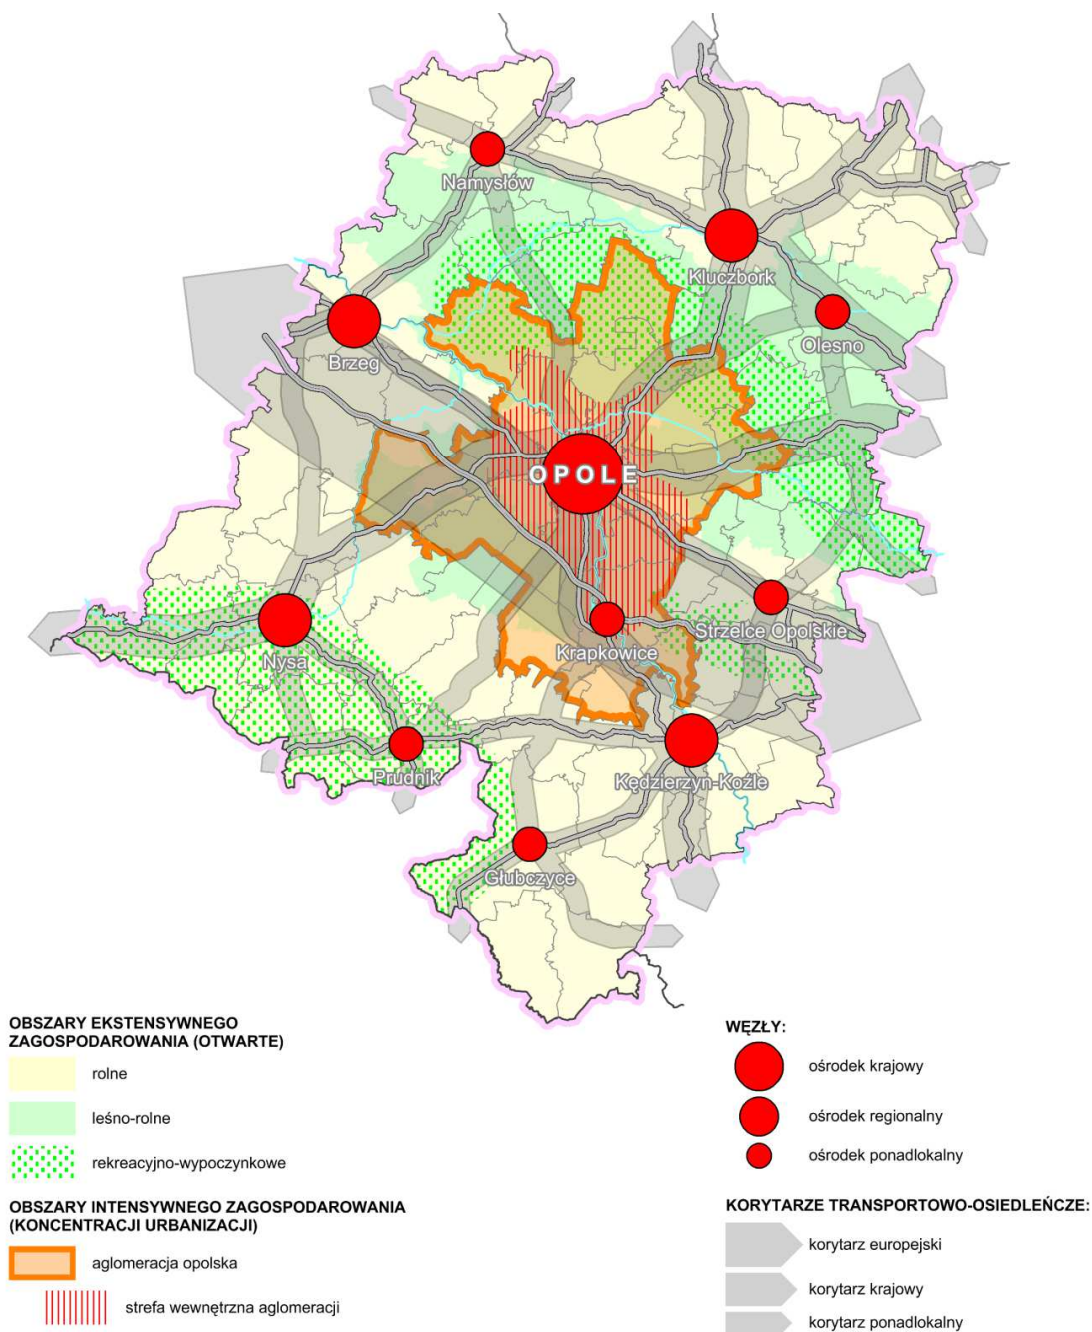 Namysłów
Kluczbork
Olesno
Brzeg
OPOLE
Strzelce Opolskie
Krapkowice
Nysa
Prudnik
Kędzierzyn-Koźle
Głubczyce
OBSZARY EKSTENSYWNEGO
ZAGOSPODAROWANIA (OTWARTE)
rolne
leśno-rolne
rekreacyjno-wypoczynkowe
OBSZARY INTENSYWNEGO ZAGOSPODAROWANIA
(KONCENTRACJI URBANIZACJI)
aglomeracja opolska
strefa wewnętrzna aglomeracji
WĘZŁY:
ośrodek krajowy
ośrodek regionalny
ośrodek ponadlokalny
KORYTARZE TRANSPORTOWO-OSIEDLEŃCZE:
korytarz europejski
korytarz krajowy
korytarz ponadlokalny